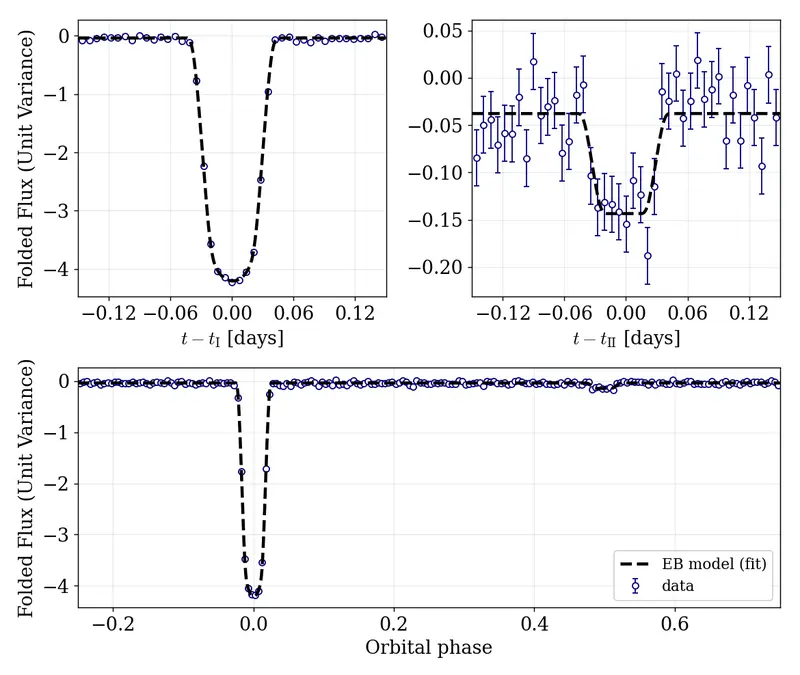 Folded Flux (Unit Variance)
0
−1
−2
−3
−4
−0.12 −0.06 0.00 0.06 0.12
t − tI [days]
0.05
0.00
−0.05
−0.10
−0.15
−0.20
−0.12 −0.06 0.00 0.06 0.12
t − tII [days]
Folded Flux (Unit Variance)
0
−1
−2
−3
−4
−0.2 0.0 0.2 0.4 0.6
Orbital phase
EB model (fit)
data